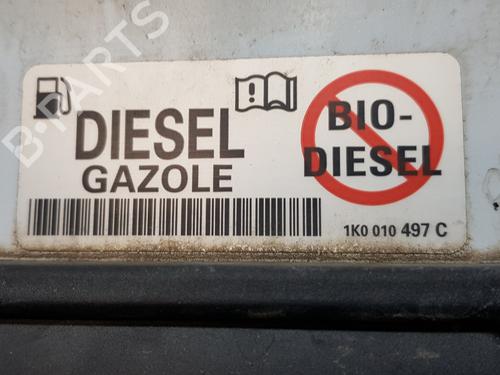 DIESEL
GAZOLE
BIO-
DIESEL
1K0 010 497 C
B-PARTS